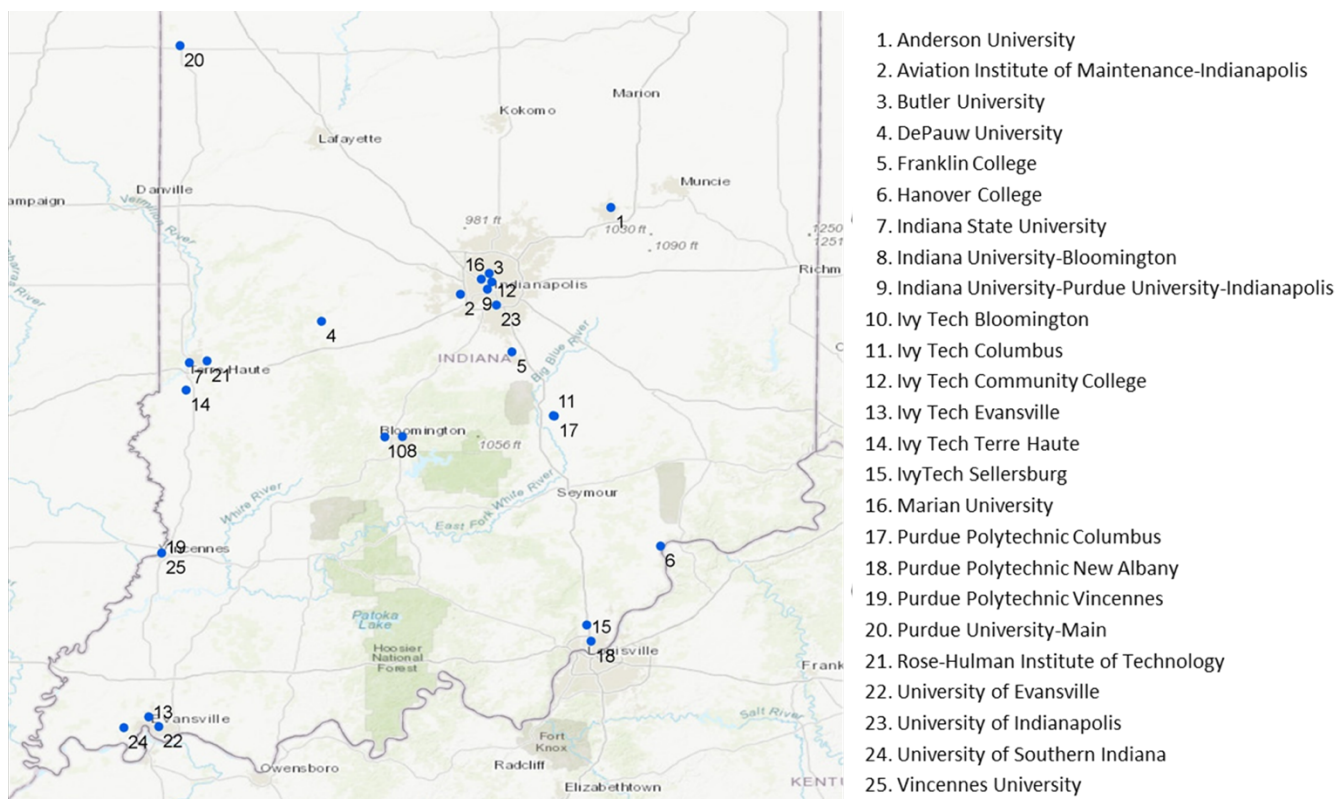 20
Marion
Kokomo
Lafayette
Muncie
Danville
ampaign
Vermilion River
1
981 ft
1030 ft
1090 ft
1250
1251
16
3
Richm
Indianapolis
12
2
9
23
4
INDIANA
5
Big Blue River
Terre Haute
7
21
14
11
17
Bloomington
108
1056 ft
White River
Seymour
East Fork White River
19
Vincennes
25
6
Patoka
Lake
15
Hoosier
National
Forest
Louisville
18
Frank
13
Evansville
24
22
Salt River
Fort
Knox
Owensboro
Radcliff
Elizabethtown
KENTU
1. Anderson University
2. Aviation Institute of Maintenance-Indianapolis
3. Butler University
4. DePauw University
5. Franklin College
6. Hanover College
7. Indiana State University
8. Indiana University-Bloomington
9. Indiana University-Purdue University-Indianapolis
10. Ivy Tech Bloomington
11. Ivy Tech Columbus
12. Ivy Tech Community College
13. Ivy Tech Evansville
14. Ivy Tech Terre Haute
15. IvyTech Sellersburg
16. Marian University
17. Purdue Polytechnic Columbus
18. Purdue Polytechnic New Albany
19. Purdue Polytechnic Vincennes
20. Purdue University-Main
21. Rose-Hulman Institute of Technology
22. University of Evansville
23. University of Indianapolis
24. University of Southern Indiana
25. Vincennes University